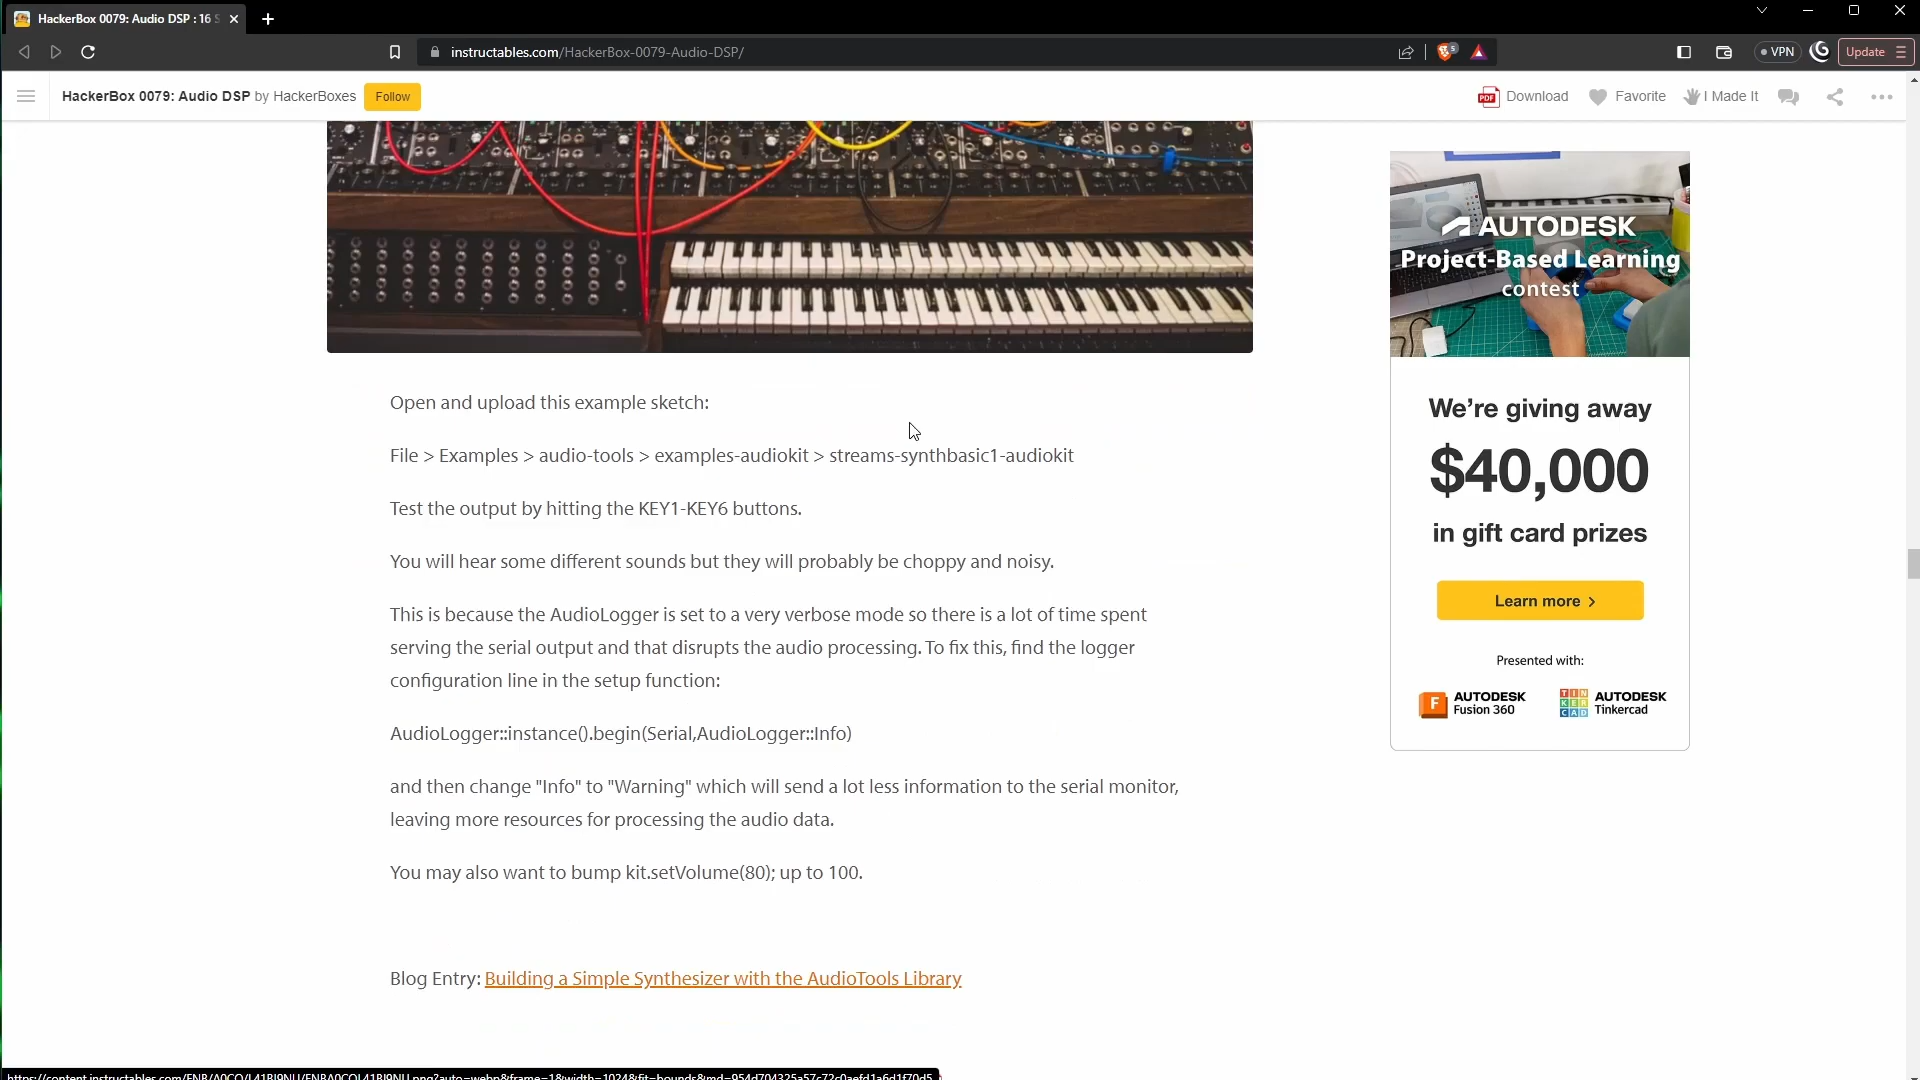 HackerBox 0079: Audio DSP : 16 S
instructables.com/HackerBox-0079-Audio-DSP/
5
VPN
Update
HackerBox 0079: Audio DSP by HackerBoxes
Follow
PDF
Download
Favorite
I Made It
Open and upload this example sketch:
File > Examples > audio-tools > examples-audiokit > streams-synthbasic1-audiokit
Test the output by hitting the KEY1-KEY6 buttons.
You will hear some different sounds but they will probably be choppy and noisy.
This is because the AudioLogger is set to a very verbose mode so there is a lot of time spent
serving the serial output and that disrupts the audio processing. To fix this, find the logger
configuration line in the setup function:
AudioLogger::instance().begin(Serial,AudioLogger::Info)
and then change "Info" to "Warning" which will send a lot less information to the serial monitor,
leaving more resources for processing the audio data.
You may also want to bump kit.setVolume(80); up to 100.
Blog Entry: Building a Simple Synthesizer with the AudioTools Library
AUTODESK
Project-Based Learning
contest
We're giving away
$40,000
in gift card prizes
Learn more >
Presented with:
F
AUTODESK
Fusion 360
TIN
KER
CAD
AUTODESK
Tinkercad